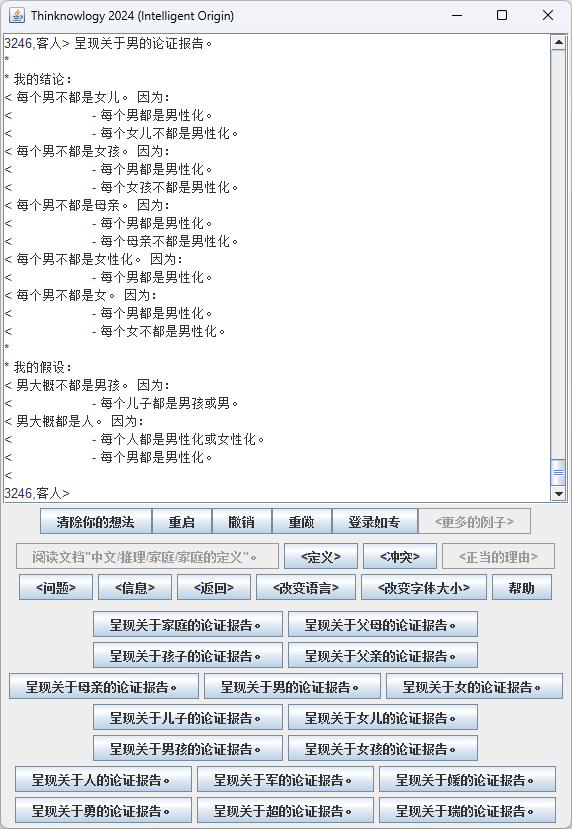 Thinknowlogy 2024 (Intelligent Origin)
3246,客人> 呈现关于男的论证报告。
*
* 我的结论：
< 每个男不都是女儿。 因为：
< - 每个男都是男性化。
< - 每个女儿不都是男性化。
< 每个男不都是女孩。 因为：
< - 每个男都是男性化。
< - 每个女孩不都是男性化。
< 每个男不都是母亲。 因为：
< - 每个男都是男性化。
< - 每个母亲不都是男性化。
< 每个男不都是女性化。 因为：
< - 每个男都是男性化。
< 每个男不都是女。 因为：
< - 每个男都是男性化。
< - 每个女不都是男性化。
*
* 我的假设：
< 男大概不都是男孩。 因为：
< - 每个儿子都是男孩或男。
< 男大概都是人。 因为：
< - 每个人都是男性化或女性化。
< - 每个男都是男性化。
<
3246,客人>
清除你的想法 重启 撤销 重做 登录如专 <更多的例子>
阅读文档"中文/推理/家庭/家庭的定义"。 <定义> <冲突> <正当的理由>
<问题> <信息> <返回> <改变语言> <改变字体大小> 帮助
呈现关于家庭的论证报告。 呈现关于父母的论证报告。
呈现关于孩子的论证报告。 呈现关于父亲的论证报告。
呈现关于母亲的论证报告。 呈现关于男的论证报告。 呈现关于女的论证报告。
呈现关于儿子的论证报告。 呈现关于女儿的论证报告。
呈现关于男孩的论证报告。 呈现关于女孩的论证报告。
呈现关于人的论证报告。 呈现关于军的论证报告。 呈现关于媛的论证报告。
呈现关于勇的论证报告。 呈现关于超的论证报告。 呈现关于瑞的论证报告。